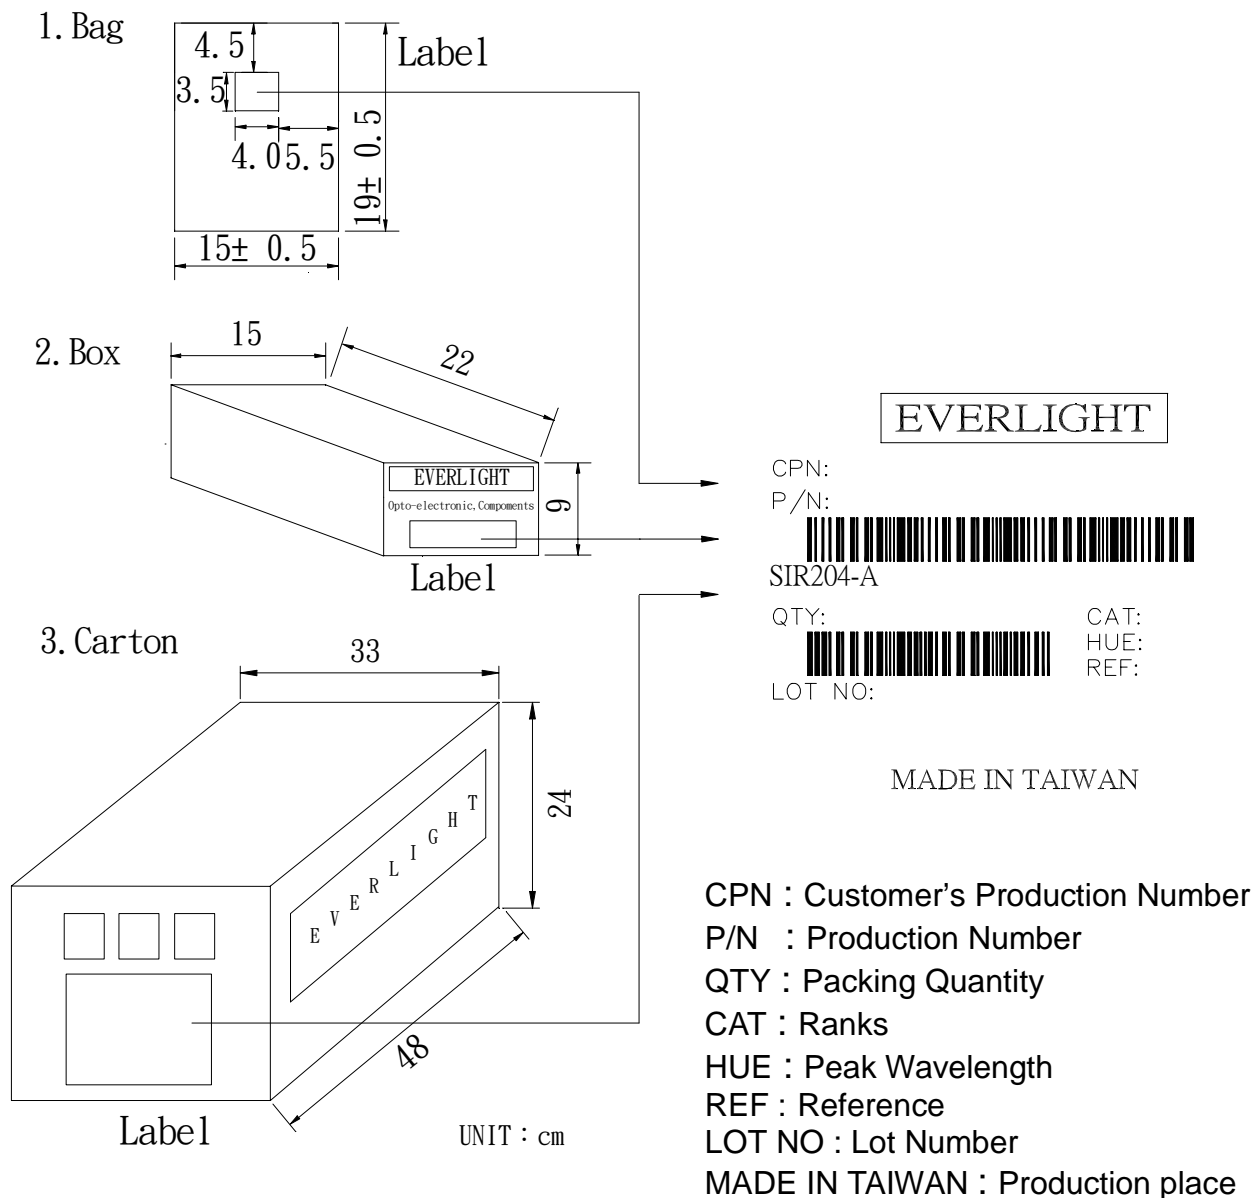 1. Bag
4.5
Label
3.5
4.0 5.5
19± 0.5
15± 0.5
2. Box
15
22
EVERLIGHT
Opto-electronic, Compoments
9
Label
3. Carton
33
24
EVERLIGHT
48
Label
UNIT：cm
EVERLIGHT
CPN:
P/N:
SIR204-A
QTY:
CAT:
HUE:
REF:
LOT NO:
MADE IN TAIWAN
CPN：Customer’s Production Number
P/N ：Production Number
QTY：Packing Quantity
CAT：Ranks
HUE：Peak Wavelength
REF : Reference
LOT NO : Lot Number
MADE IN TAIWAN：Production place